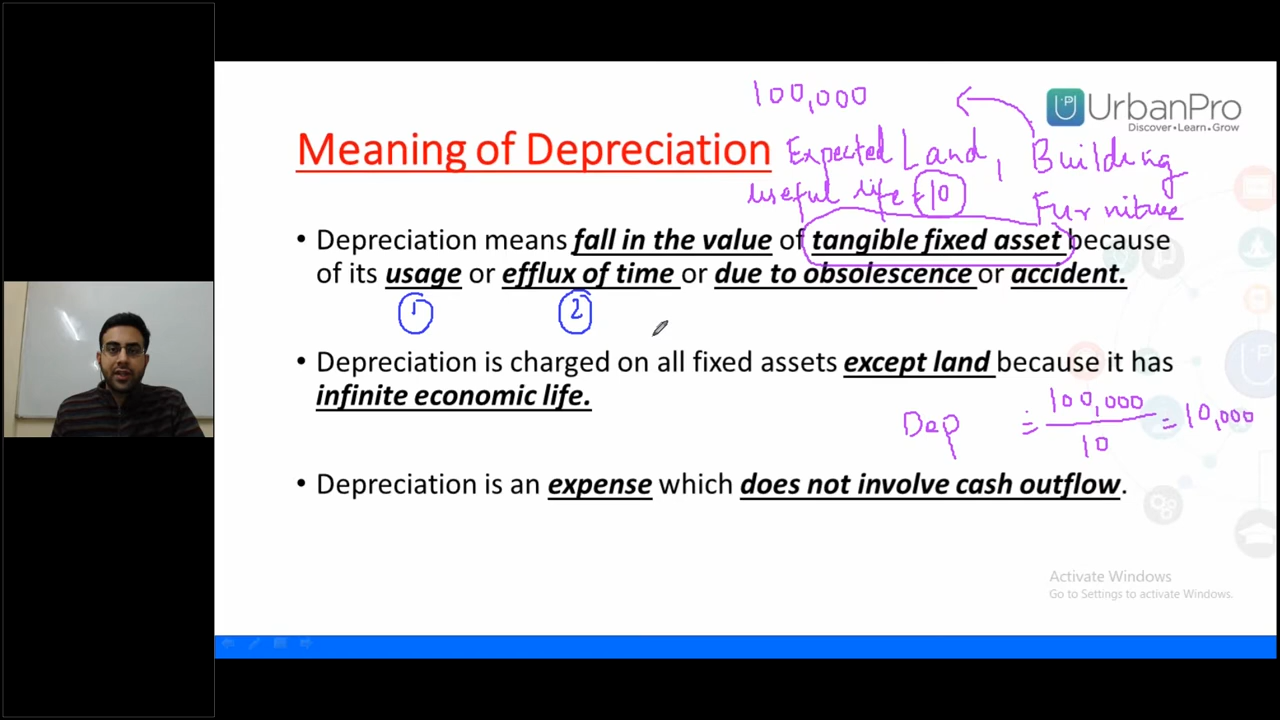 100,000
UrbanPro
Discover•Learn•Grow
Meaning of Depreciation
Expected Land, Building
useful life = 10
Furniture
• Depreciation means fall in the value of tangible fixed asset because
of its usage or efflux of time or due to obsolescence or accident.
1 2
• Depreciation is charged on all fixed assets except land because it has
infinite economic life.
Dep = 100,000 / 10 = 10,000
• Depreciation is an expense which does not involve cash outflow.
Activate Windows
Go to Settings to activate Windows.